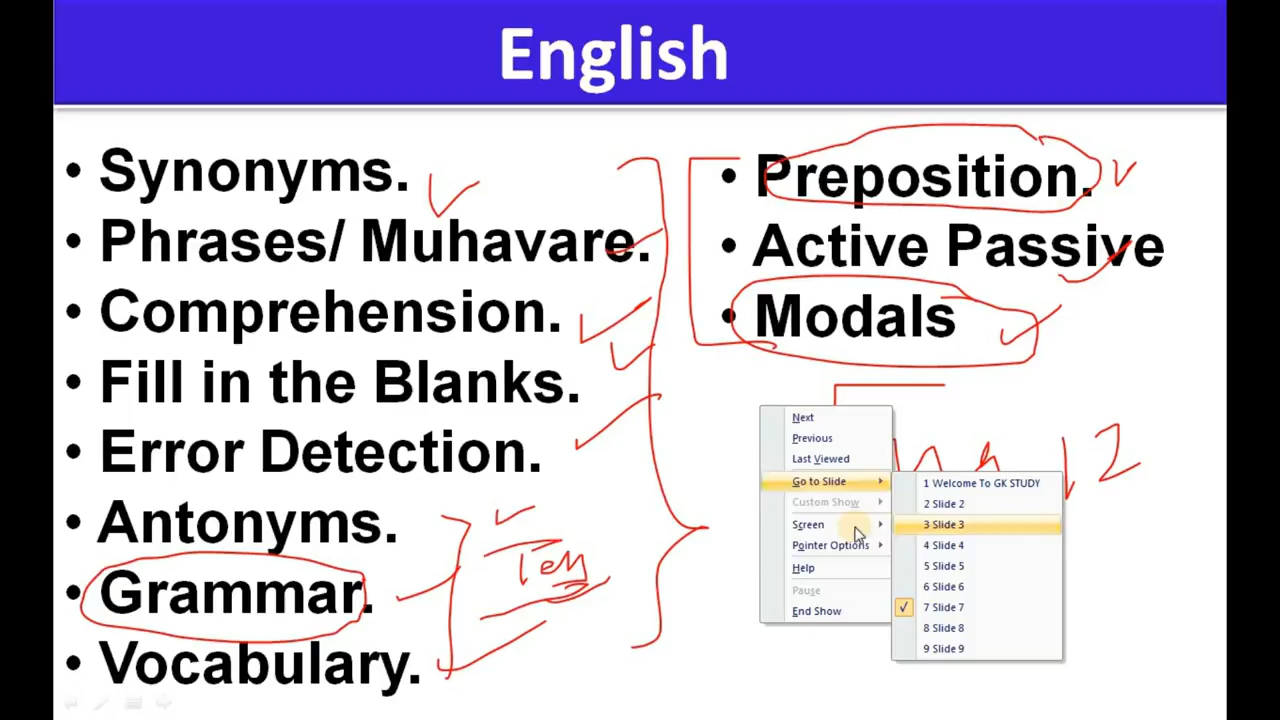 English
• Synonyms.
• Phrases/ Muhavare.
• Comprehension.
• Fill in the Blanks.
• Error Detection.
• Antonyms.
• Grammar.
• Vocabulary.
• Preposition.
• Active Passive
• Modals
12
Next
Previous
Last Viewed
Go to Slide
Custom Show
Screen
Pointer Options
Help
Pause
End Show
1 Welcome To GK STUDY
2 Slide 2
3 Slide 3
4 Slide 4
5 Slide 5
6 Slide 6
7 Slide 7
8 Slide 8
9 Slide 9